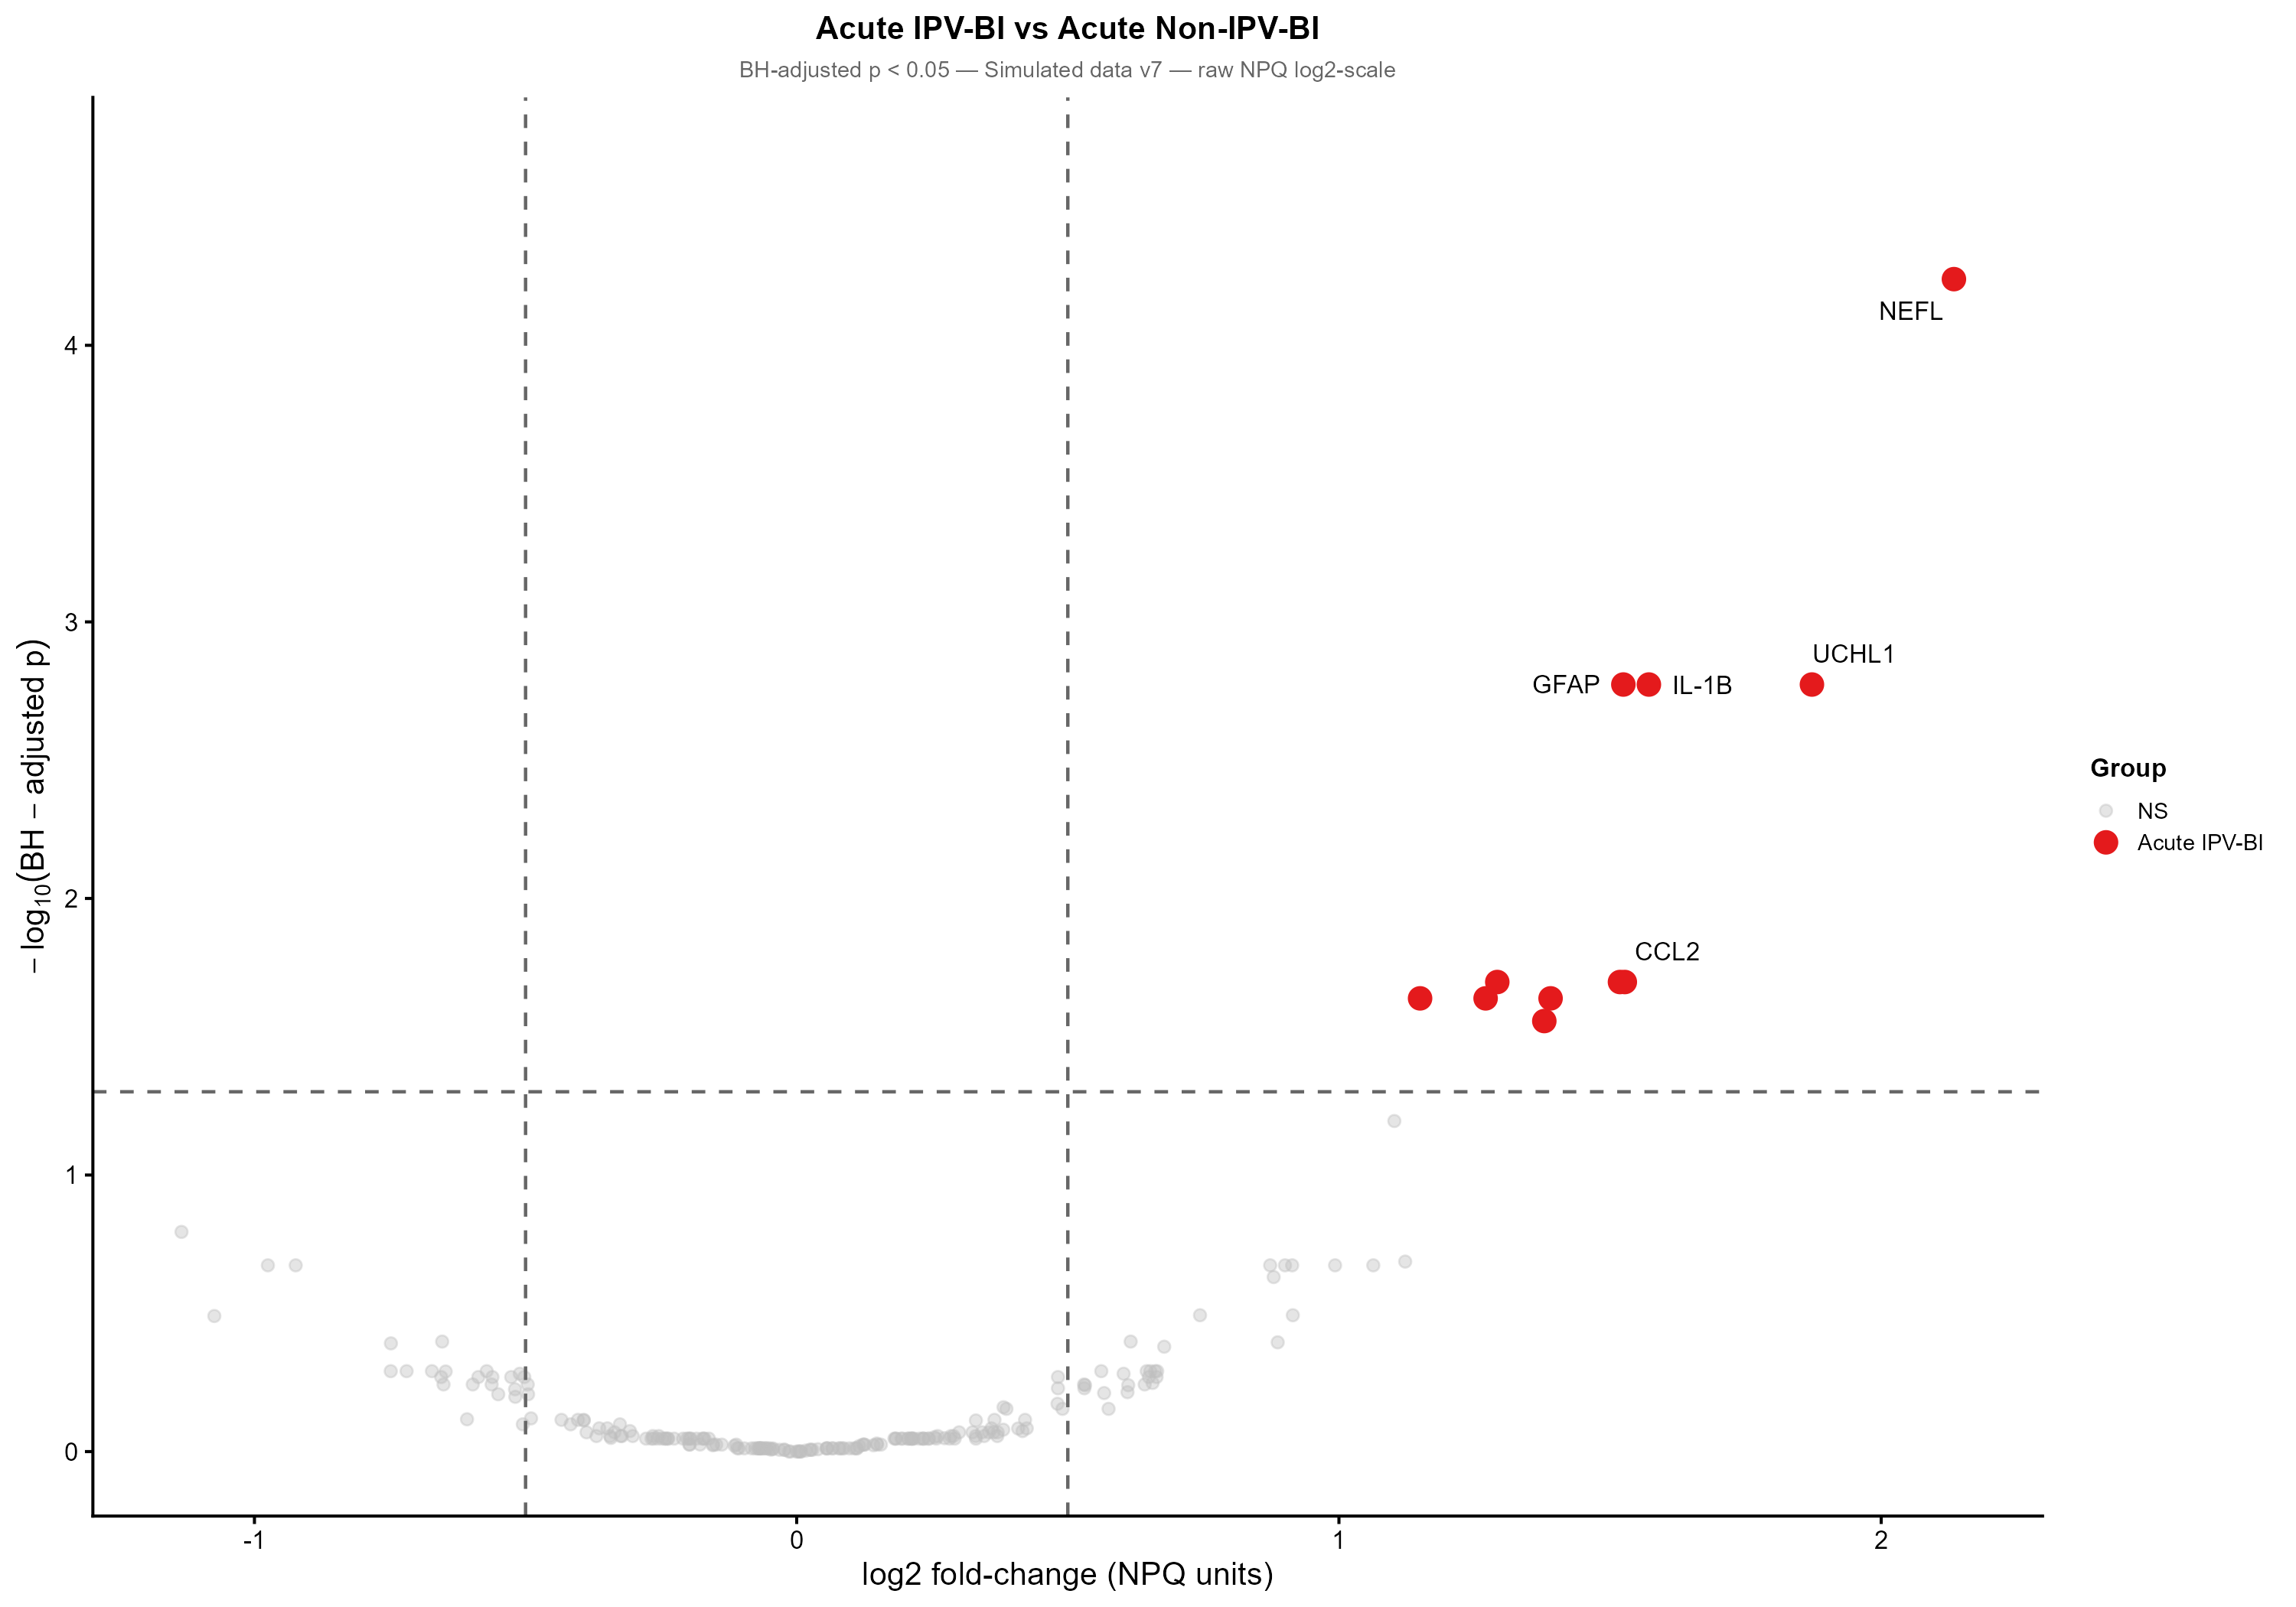 Acute IPV-BI vs Acute Non-IPV-BI
BH-adjusted p < 0.05 — Simulated data v7 — raw NPQ log2-scale
− log10(BH − adjusted p)
4
3
2
1
0
NEFL
UCHL1
GFAP
IL-1B
CCL2
Group
NS
Acute IPV-BI
-1
0
1
2
log2 fold-change (NPQ units)